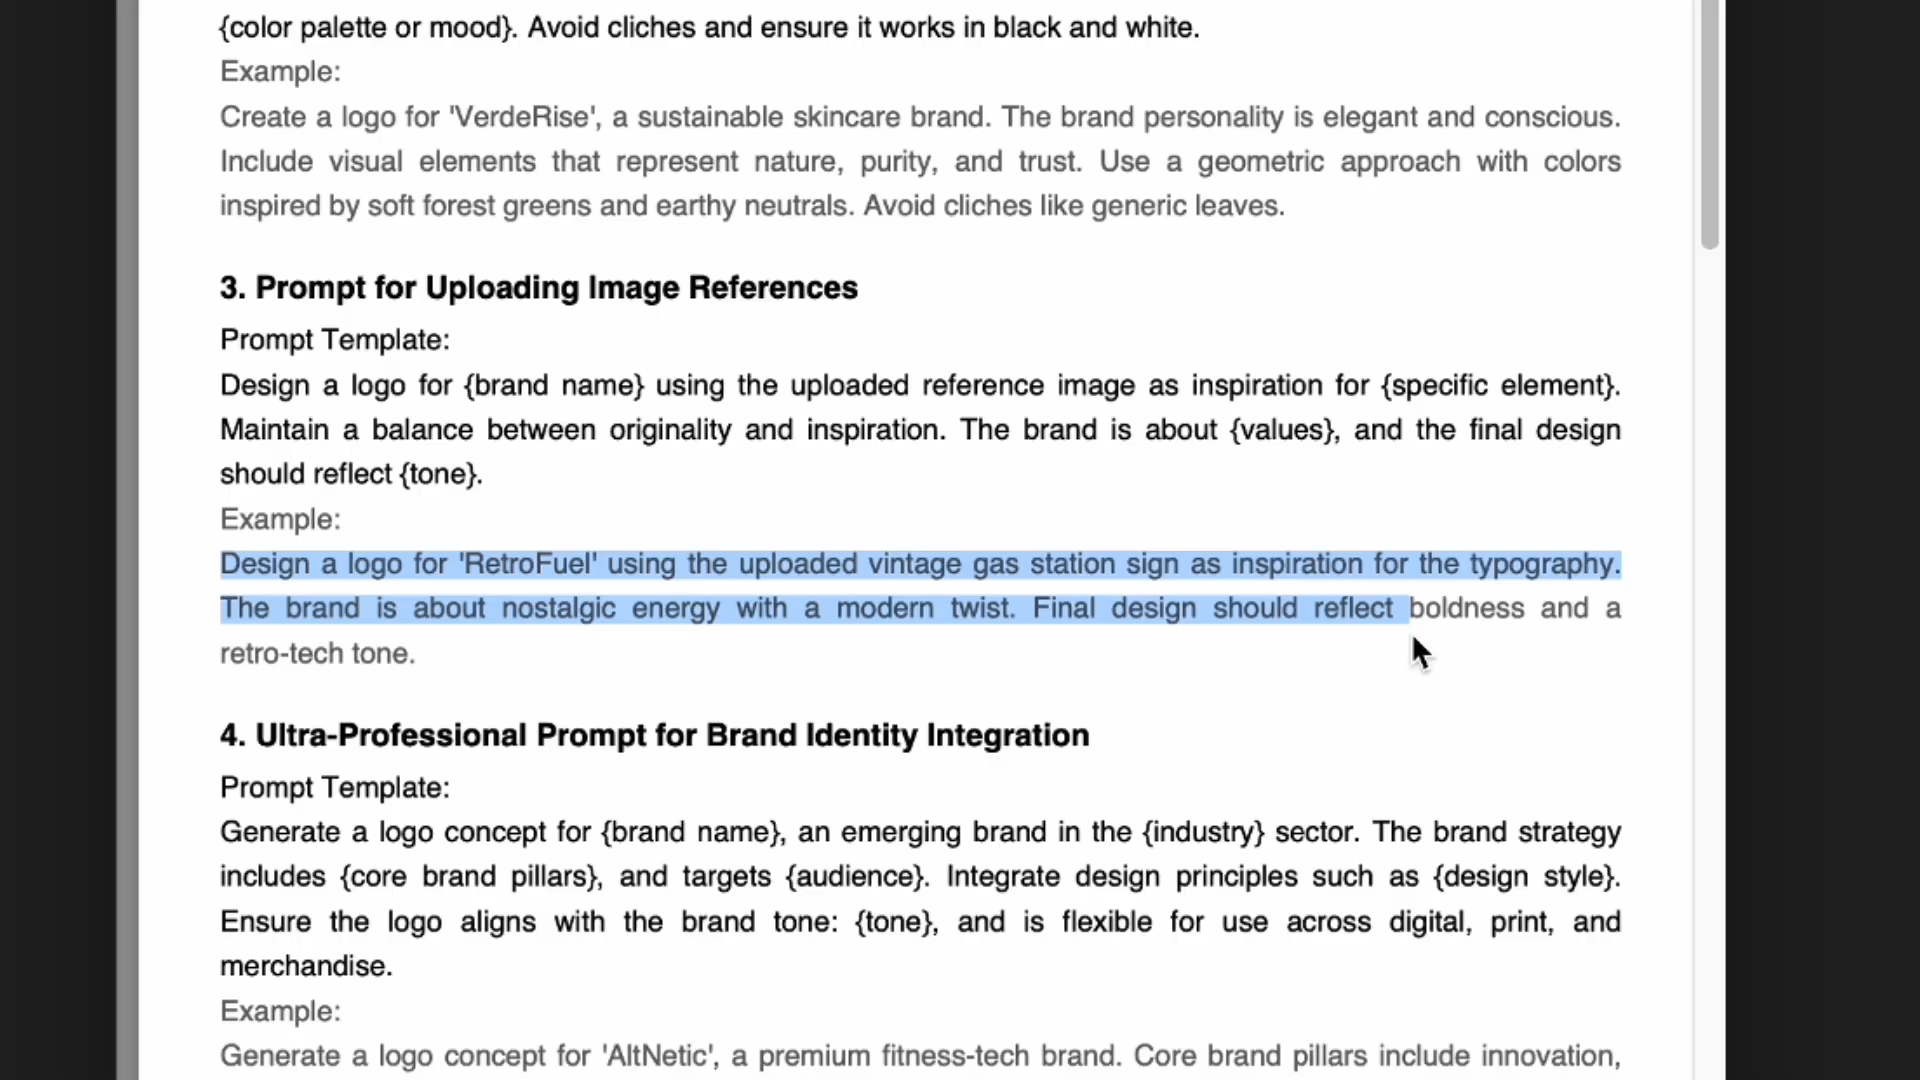 {color palette or mood}. Avoid cliches and ensure it works in black and white.
Example:
Create a logo for 'VerdeRise', a sustainable skincare brand. The brand personality is elegant and conscious.
Include visual elements that represent nature, purity, and trust. Use a geometric approach with colors
inspired by soft forest greens and earthy neutrals. Avoid cliches like generic leaves.
3. Prompt for Uploading Image References
Prompt Template:
Design a logo for {brand name} using the uploaded reference image as inspiration for {specific element}.
Maintain a balance between originality and inspiration. The brand is about {values}, and the final design
should reflect {tone}.
Example:
Design a logo for 'RetroFuel' using the uploaded vintage gas station sign as inspiration for the typography.
The brand is about nostalgic energy with a modern twist. Final design should reflect boldness and a
retro-tech tone.
4. Ultra-Professional Prompt for Brand Identity Integration
Prompt Template:
Generate a logo concept for {brand name}, an emerging brand in the {industry} sector. The brand strategy
includes {core brand pillars}, and targets {audience}. Integrate design principles such as {design style}.
Ensure the logo aligns with the brand tone: {tone}, and is flexible for use across digital, print, and
merchandise.
Example:
Generate a logo concept for 'AltNetic', a premium fitness-tech brand. Core brand pillars include innovation,